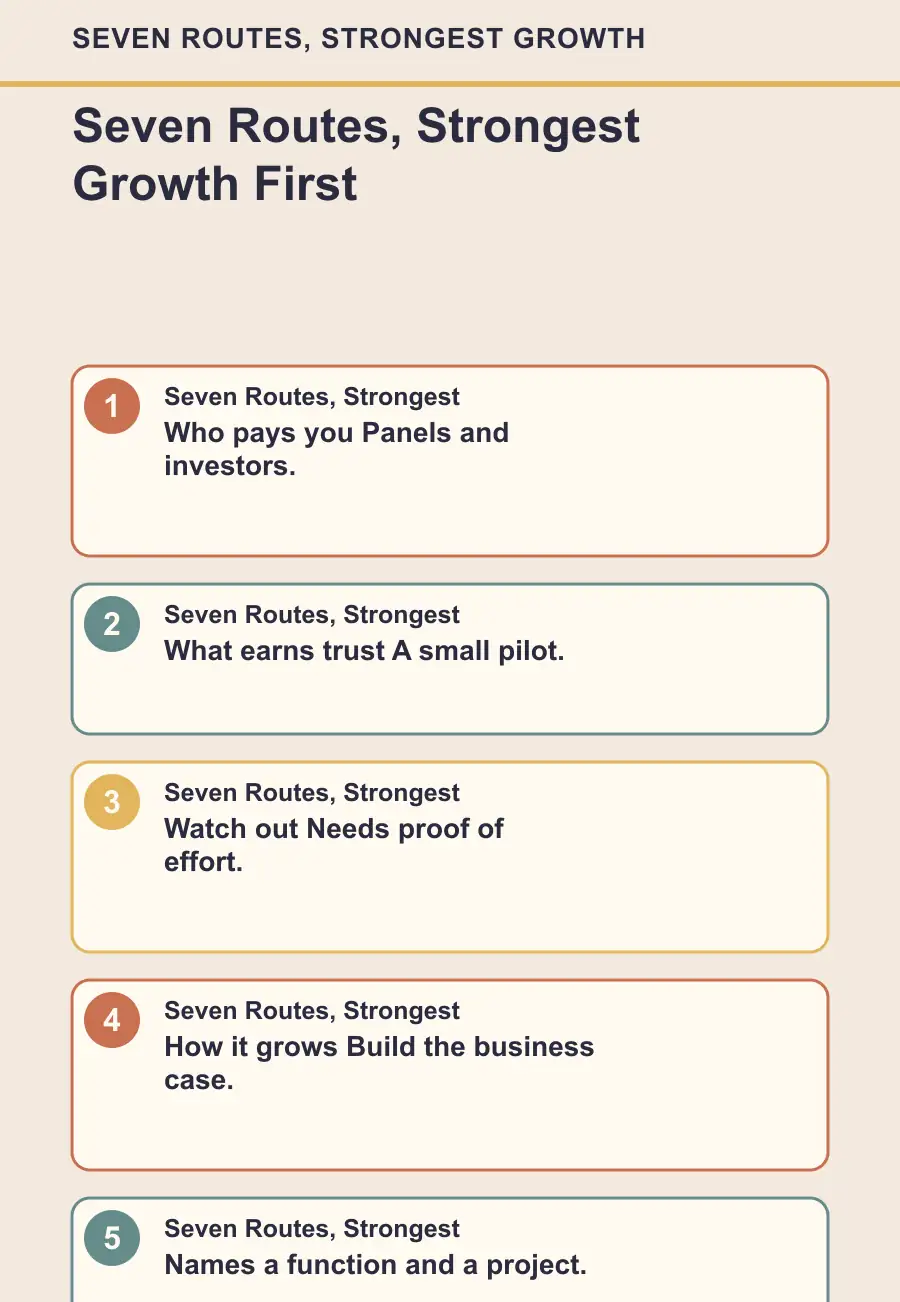 SEVEN ROUTES, STRONGEST GROWTH
Seven Routes, Strongest
Growth First
1
Seven Routes, Strongest
Who pays you Panels and
investors.
2
Seven Routes, Strongest
What earns trust A small pilot.
3
Seven Routes, Strongest
Watch out Needs proof of
effort.
4
Seven Routes, Strongest
How it grows Build the business
case.
5
Seven Routes, Strongest
Names a function and a project.